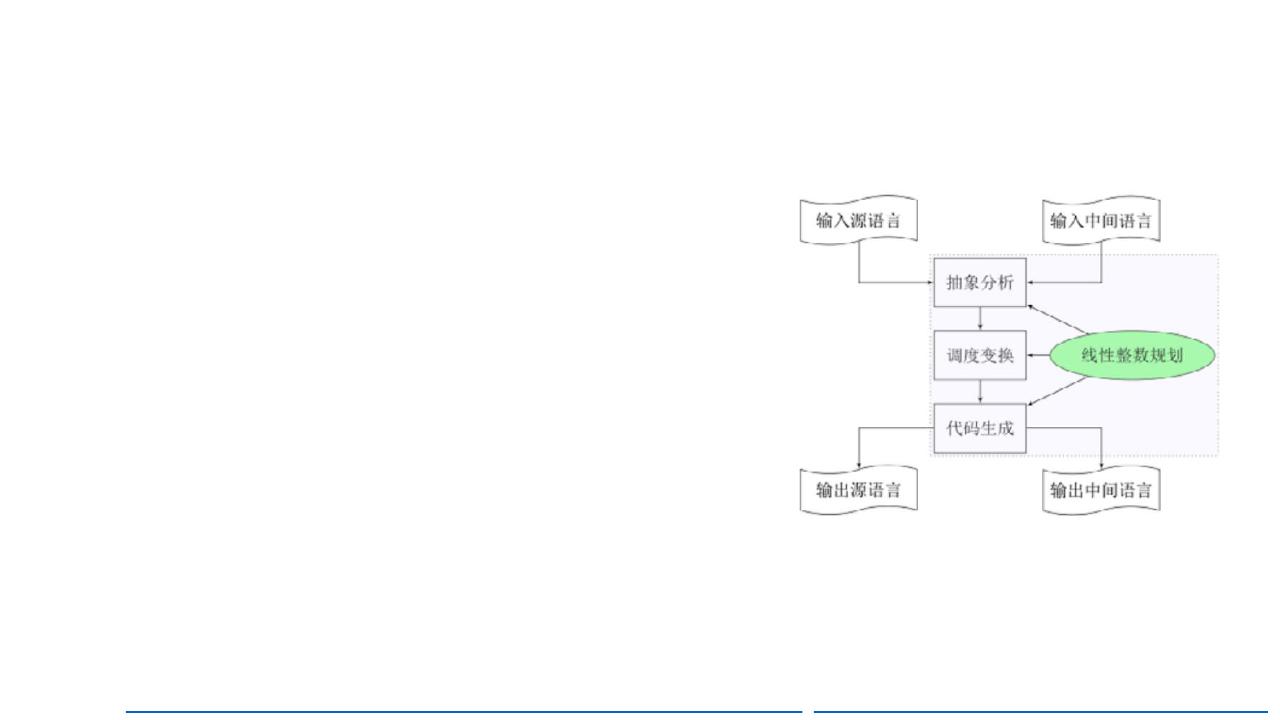 输入源语言
输入中间语言
抽象分析
调度变换
线性整数规划
代码生成
输出源语言
输出中间语言